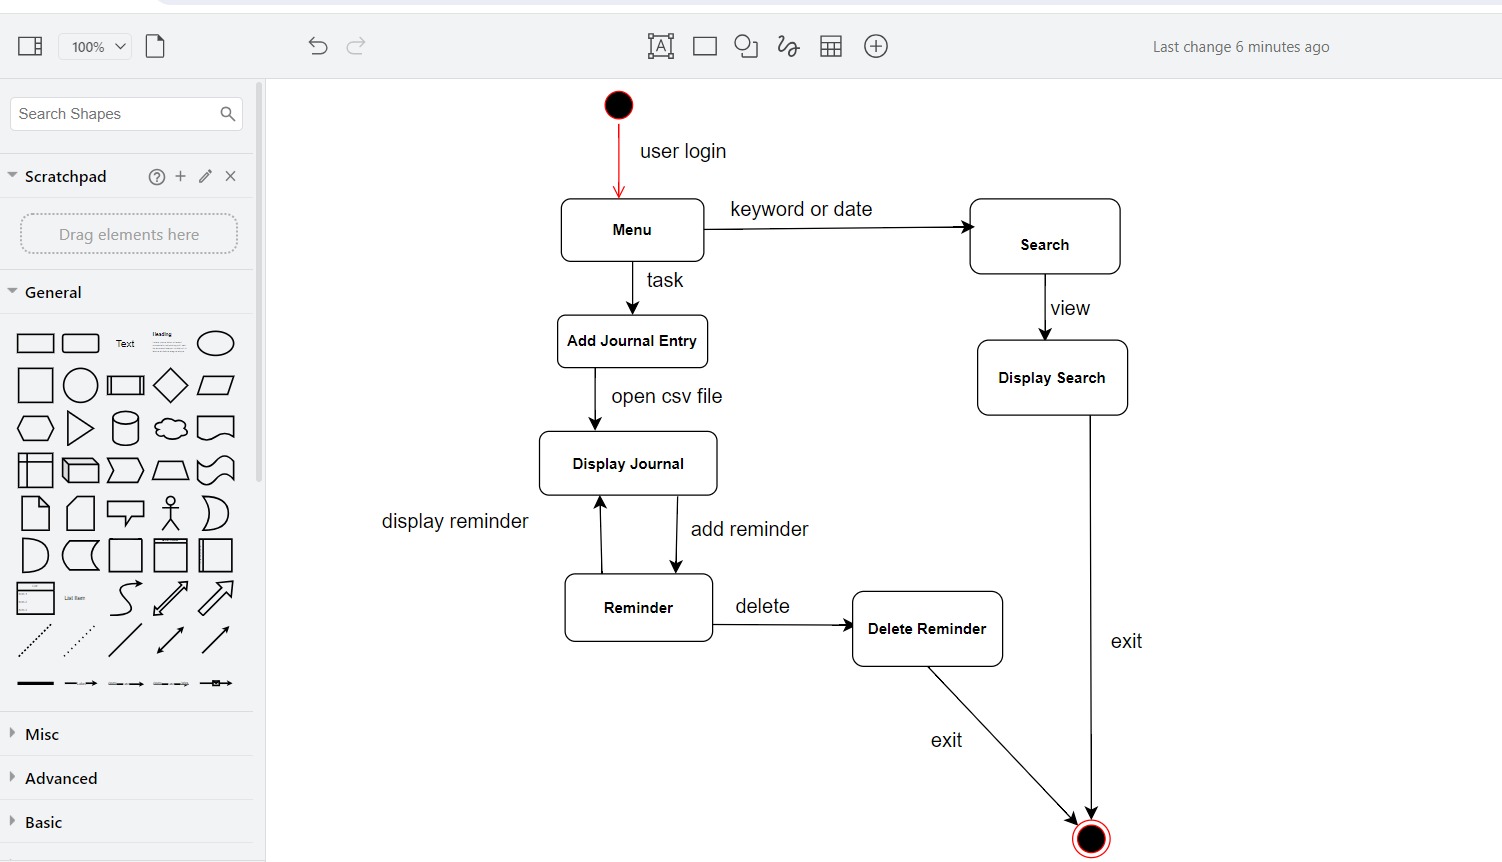 100%
Last change 6 minutes ago
Search Shapes
Scratchpad
Drag elements here
General
Text
Heading
List Item
Misc
Advanced
Basic
user login
Menu
keyword or date
Search
task
view
Add Journal Entry
Display Search
open csv file
Display Journal
display reminder
add reminder
Reminder
delete
Delete Reminder
exit
exit